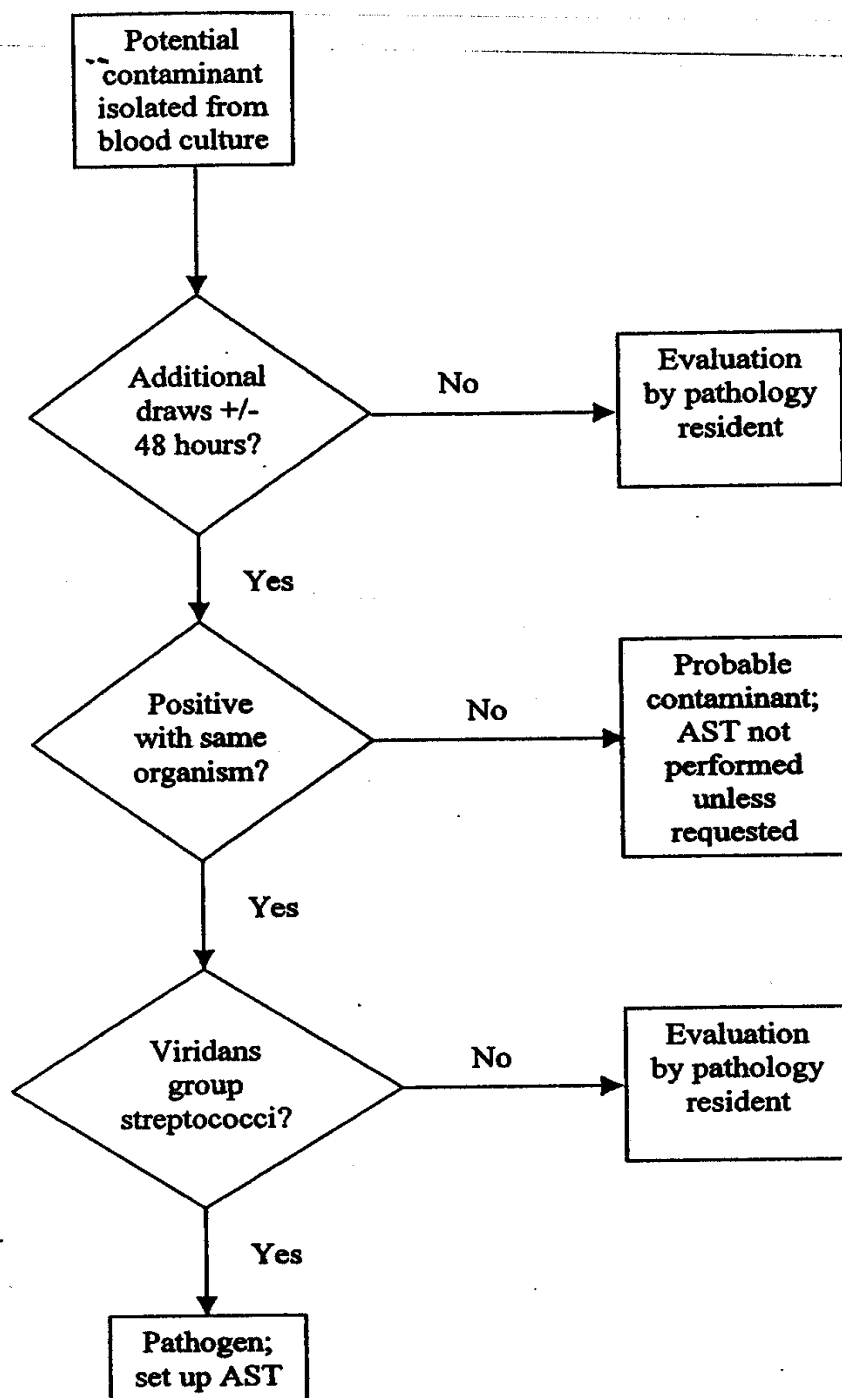 Potential
contaminant
isolated from
blood culture
Additional
draws +/-
48 hours?
No
Evaluation
by pathology
resident
Yes
Positive
with same
organism?
No
Probable
contaminant;
AST not
performed
unless
requested
Yes
Viridans
group
streptococci?
No
Evaluation
by pathology
resident
Yes
Pathogen;
set up AST